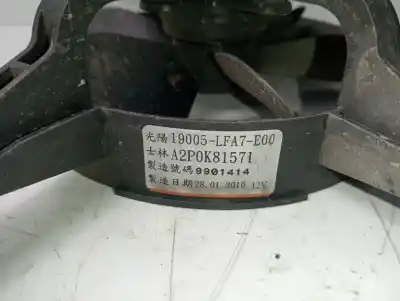 光陽 19005-LFA7-E00
士林 A2P0K81571
製造號碼 9901414
製造日期 28.01.2010 12V